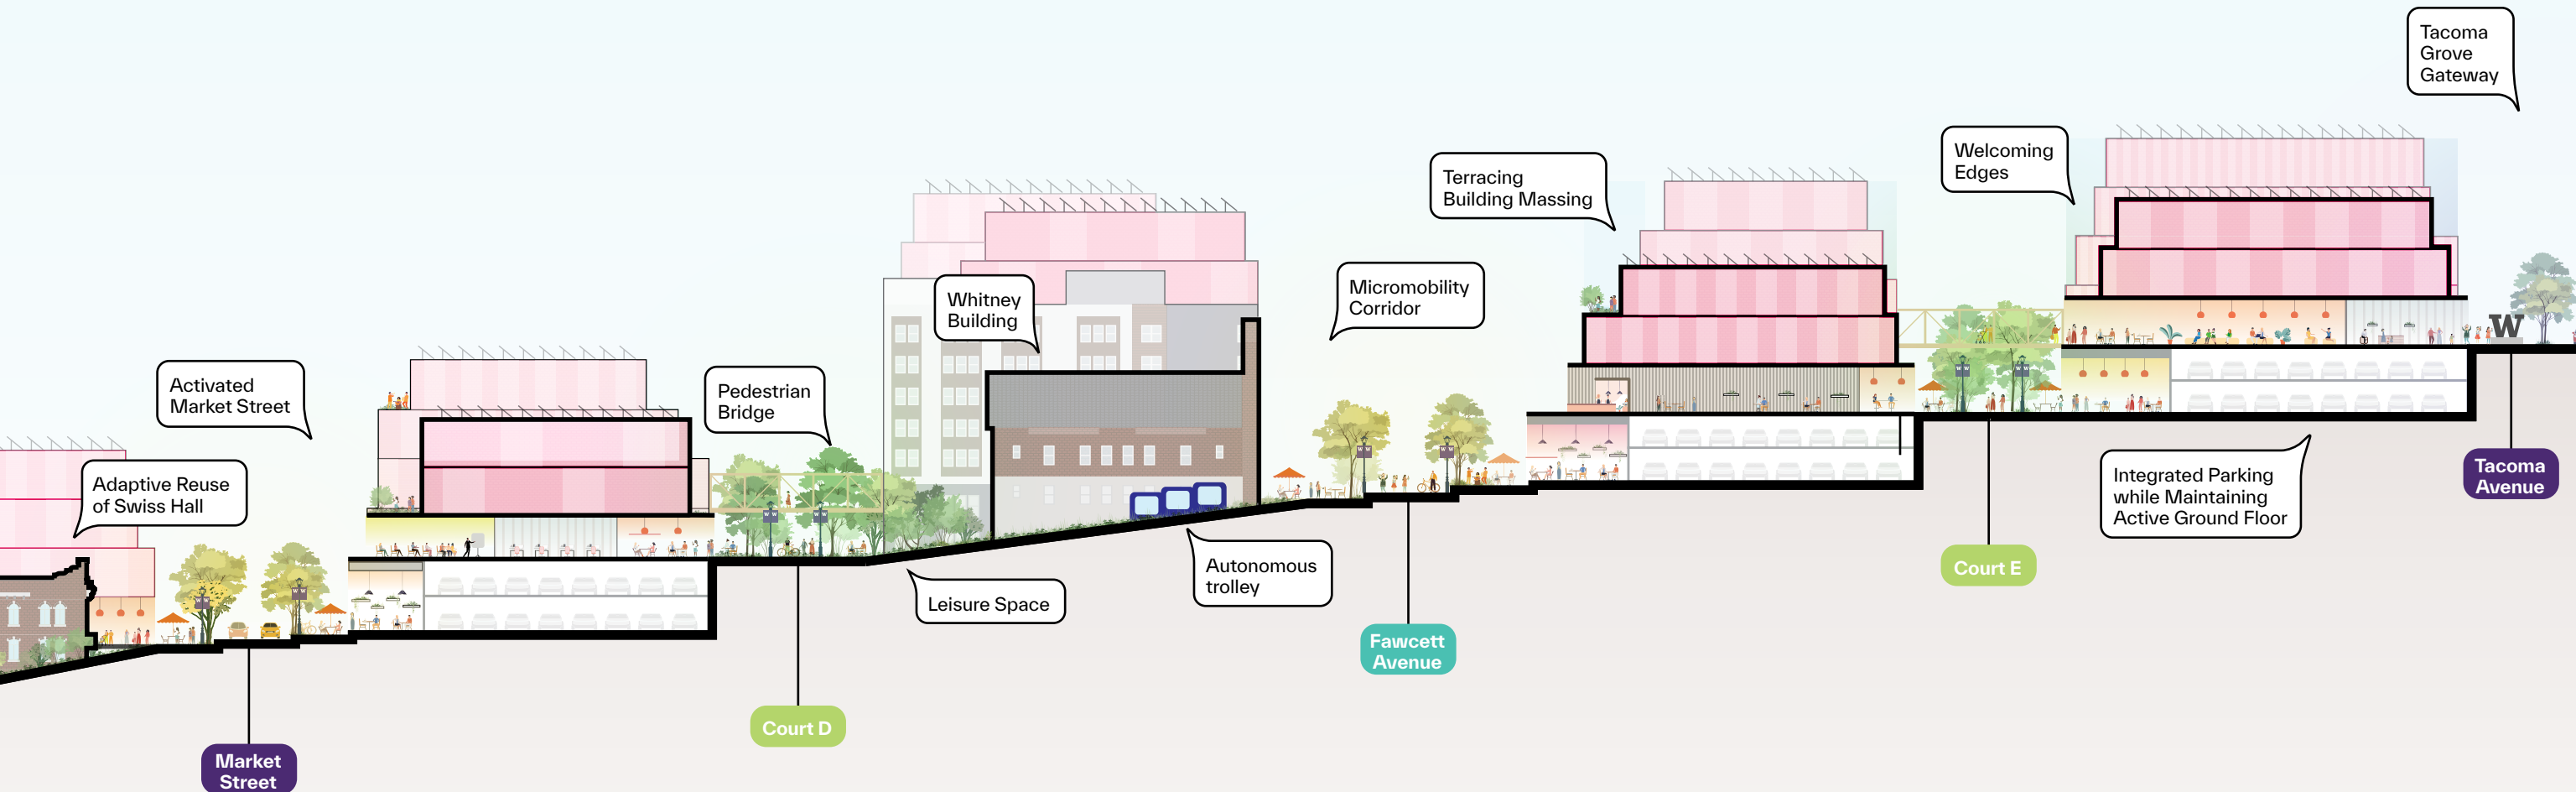 Tacoma
Grove
Gateway
Welcoming
Edges
Terracing
Building Massing
Micromobility
Corridor
Whitney
Building
Activated
Market Street
Pedestrian
Bridge
Adaptive Reuse
of Swiss Hall
W
Tacoma
Avenue
Integrated Parking
while Maintaining
Active Ground Floor
Autonomous
trolley
Court E
Leisure Space
Fawcett
Avenue
Court D
Market
Street